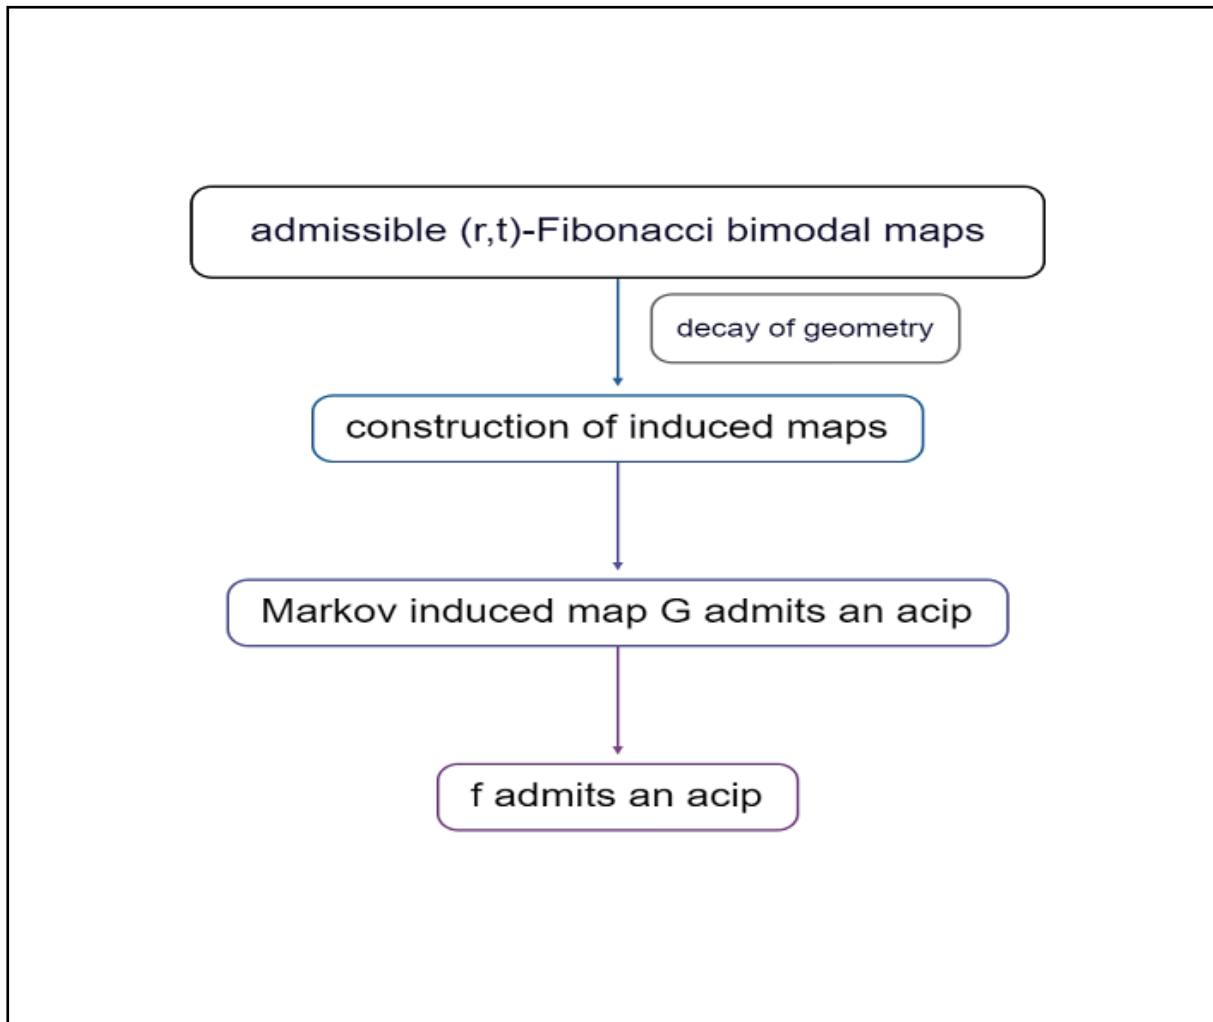 admissible (r,t)-Fibonacci bimodal maps
decay of geometry
construction of induced maps
Markov induced map G admits an acip
f admits an acip